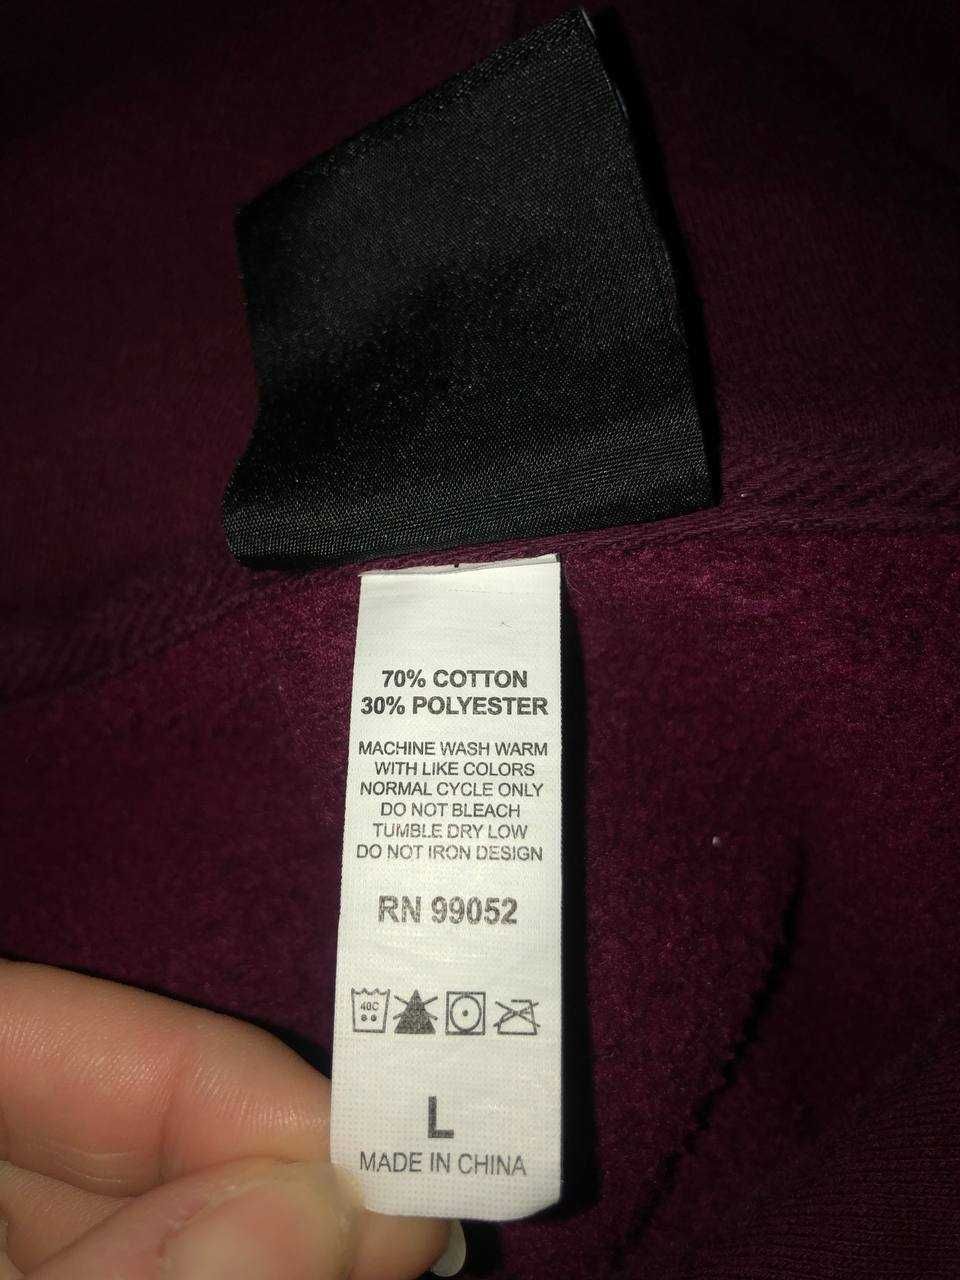 70% COTTON
30% POLYESTER
MACHINE WASH WARM
WITH LIKE COLORS
NORMAL CYCLE ONLY
DO NOT BLEACH
TUMBLE DRY LOW
DO NOT IRON DESIGN
RN 99052
40C
L
MADE IN CHINA